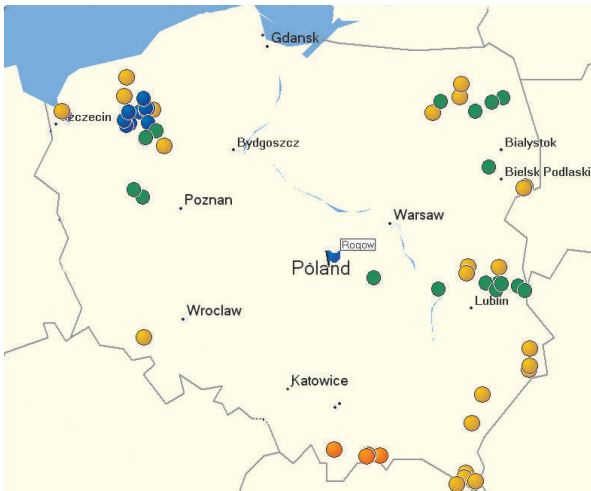 Gdansk
zczecin
Bydgoszcz
Bialystok
Bielsk Podlaski
Poznan
Warsaw
Rogow
Poland
Lublin
Wroclaw
Katowice